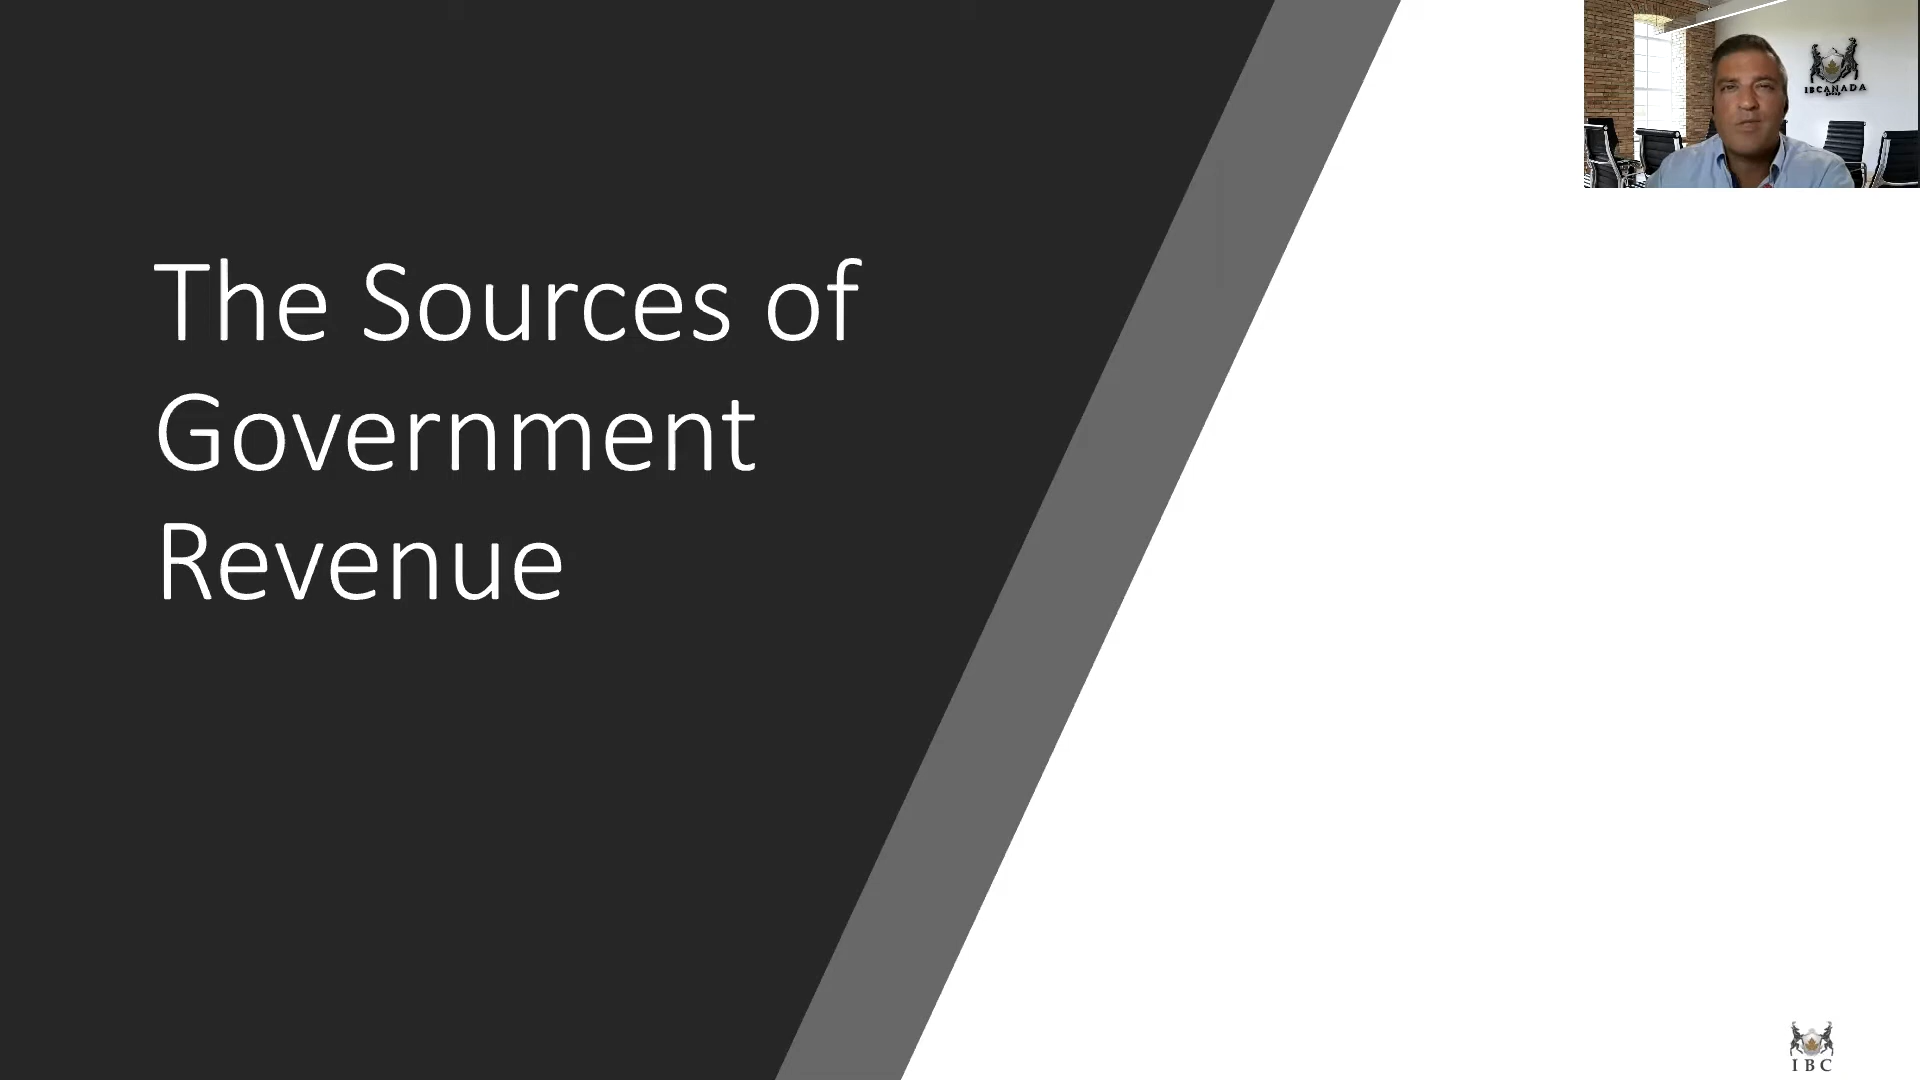 The Sources of
Government
Revenue
IBCANADA
IBC